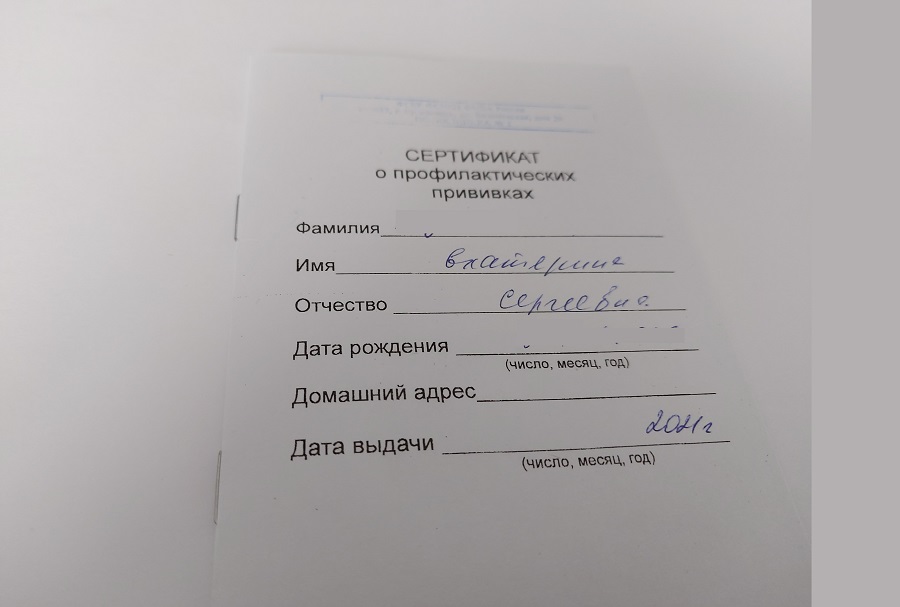 СЕРТИФИКАТ
о профилактических
прививках
Фамилия
Имя Екатерина
Отчество Сергеевна
Дата рождения
(число, месяц, год)
Домашний адрес
Дата выдачи 2021г
(число, месяц, год)